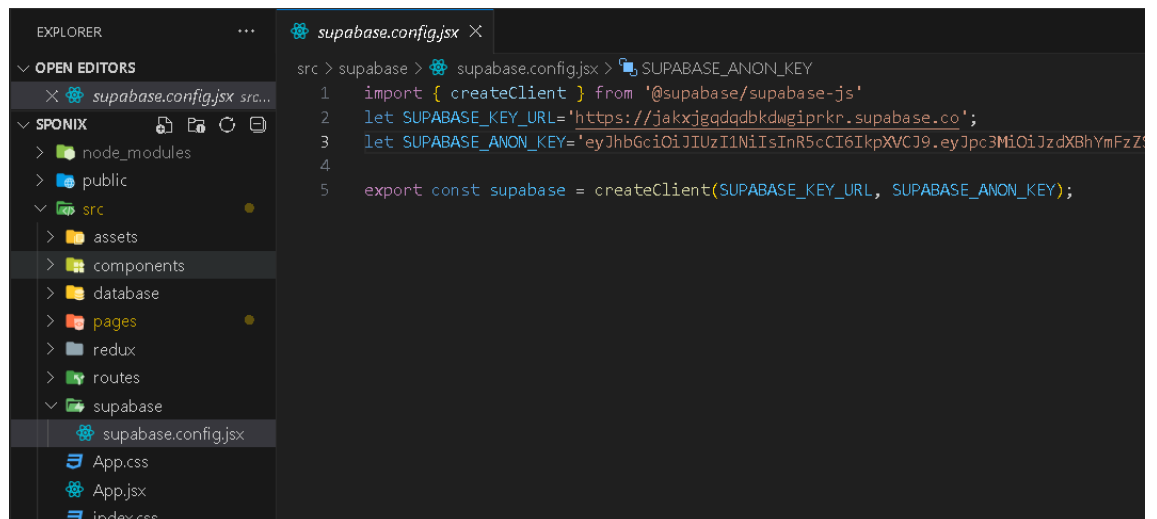 EXPLORER ...
OPEN EDITORS
supabase.config.jsx src...
SPONIX
node_modules
public
src
assets
components
database
pages
redux
routes
supabase
supabase.config.jsx
App.css
App.jsx
index.css
supabase.config.jsx
src > supabase > supabase.config.jsx > SUPABASE_ANON_KEY
1 import { createClient } from '@supabase/supabase-js'
2 let SUPABASE_KEY_URL='https://jakxjgqdqdbkdwgiprkr.supabase.co';
3 let SUPABASE_ANON_KEY='eyJhbGciOiJIUzI1NiIsInR5cCI6IkpXVCJ9.eyJpc3MiOiJzdXBhYmFzZS
4
5 export const supabase = createClient(SUPABASE_KEY_URL, SUPABASE_ANON_KEY);